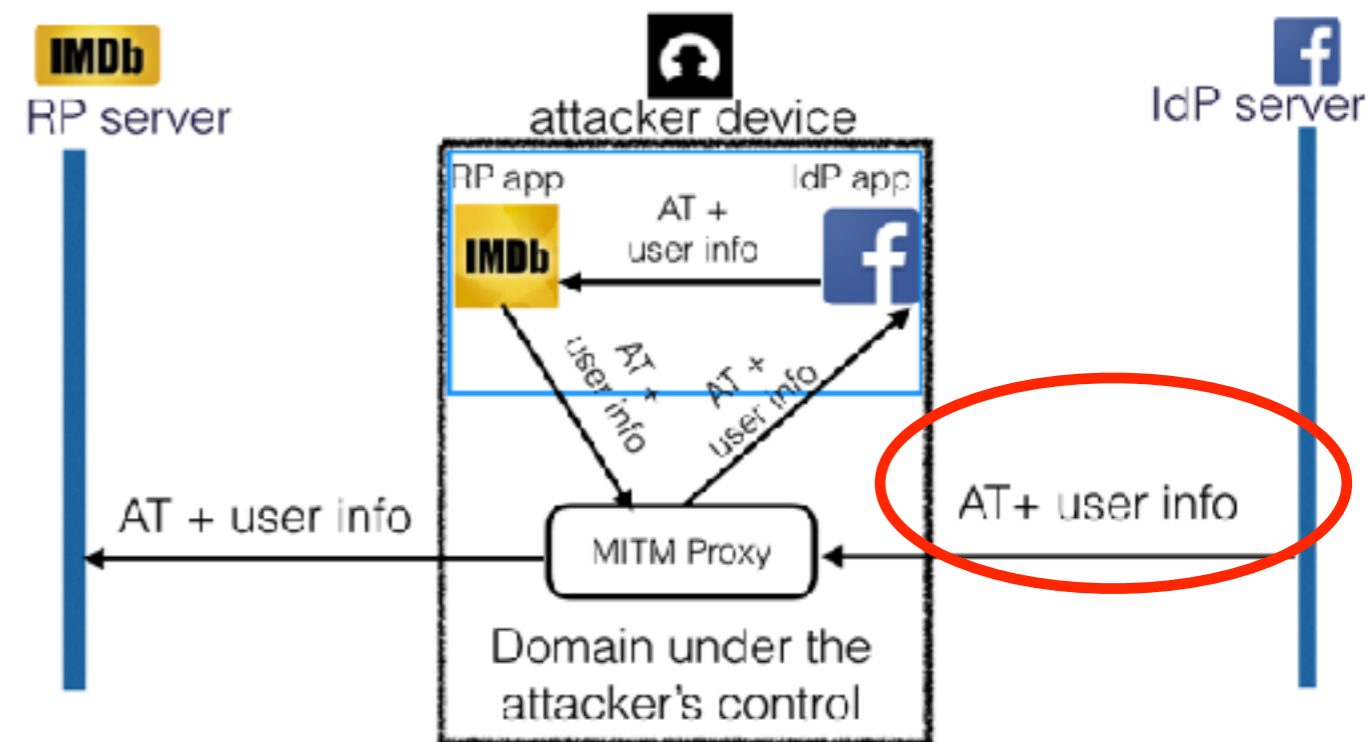 IMDb
RP server
attacker device
f
IdP server
RP app
IdP app
AT +
user info
IMDb
f
AT +
user info
AT +
user info
AT + user info
MITM Proxy
AT+ user info
Domain under the
attacker's control